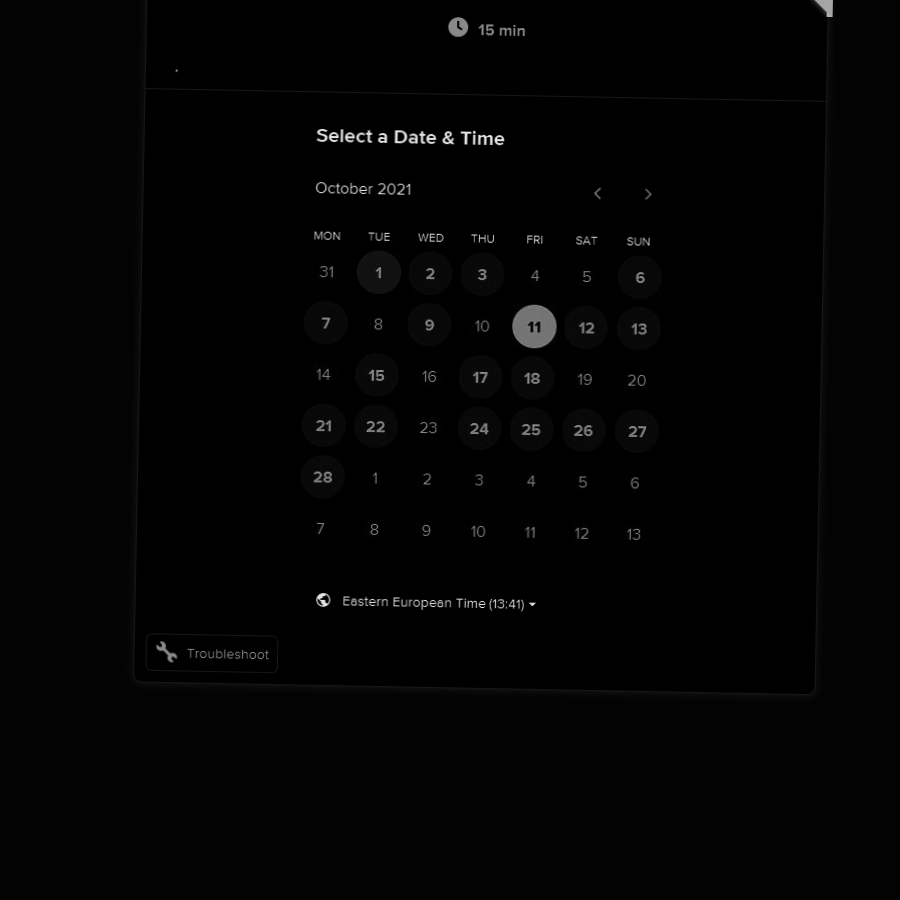 15 min
.
Select a Date & Time
October 2021
MON TUE WED THU FRI SAT SUN
31 1 2 3 4 5 6
7 8 9 10 11 12 13
14 15 16 17 18 19 20
21 22 23 24 25 26 27
28 1 2 3 4 5 6
7 8 9 10 11 12 13
Eastern European Time (13:41)
Troubleshoot